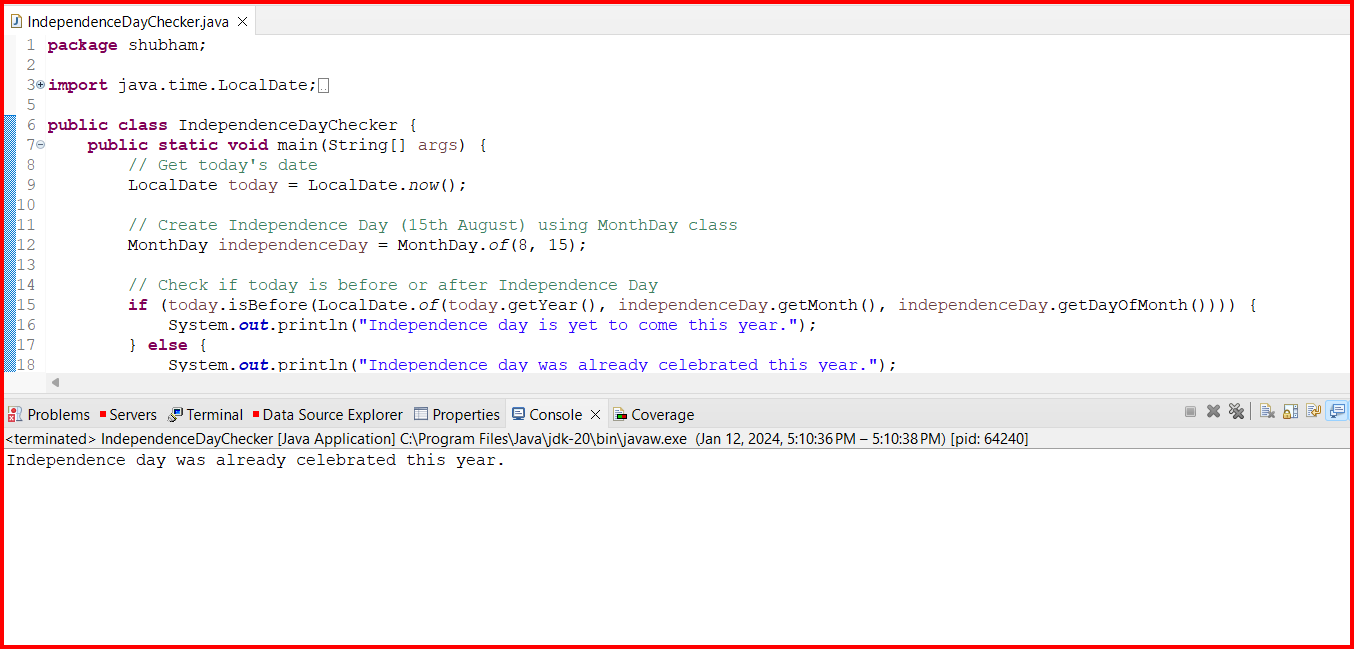 IndependenceDayChecker.java
1 package shubham;
2
3 import java.time.LocalDate;
5
6 public class IndependenceDayChecker {
7 public static void main(String[] args) {
8 // Get today's date
9 LocalDate today = LocalDate.now();
10
11 // Create Independence Day (15th August) using MonthDay class
12 MonthDay independenceDay = MonthDay.of(8, 15);
13
14 // Check if today is before or after Independence Day
15 if (today.isBefore(LocalDate.of(today.getYear(), independenceDay.getMonth(), independenceDay.getDayOfMonth()))) {
16 System.out.println("Independence day is yet to come this year.");
17 } else {
18 System.out.println("Independence day was already celebrated this year.");
Problems Servers Terminal Data Source Explorer Properties Console Coverage
<terminated> IndependenceDayChecker [Java Application] C:\Program Files\Java\jdk-20\bin\javaw.exe (Jan 12, 2024, 5:10:36 PM – 5:10:38 PM) [pid: 64240]
Independence day was already celebrated this year.